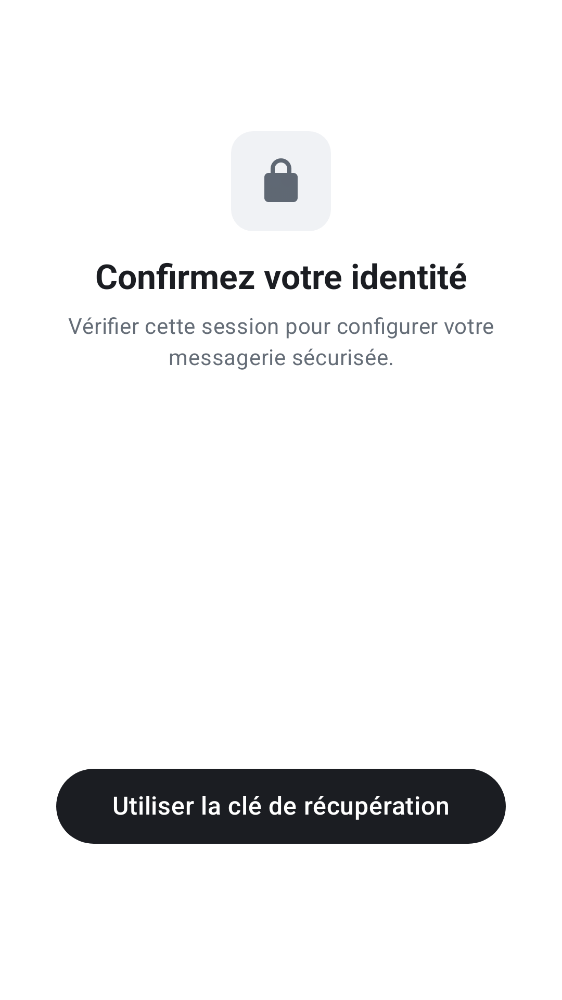 Confirmez votre identité
Vérifier cette session pour configurer votre
messagerie sécurisée.
Utiliser la clé de récupération